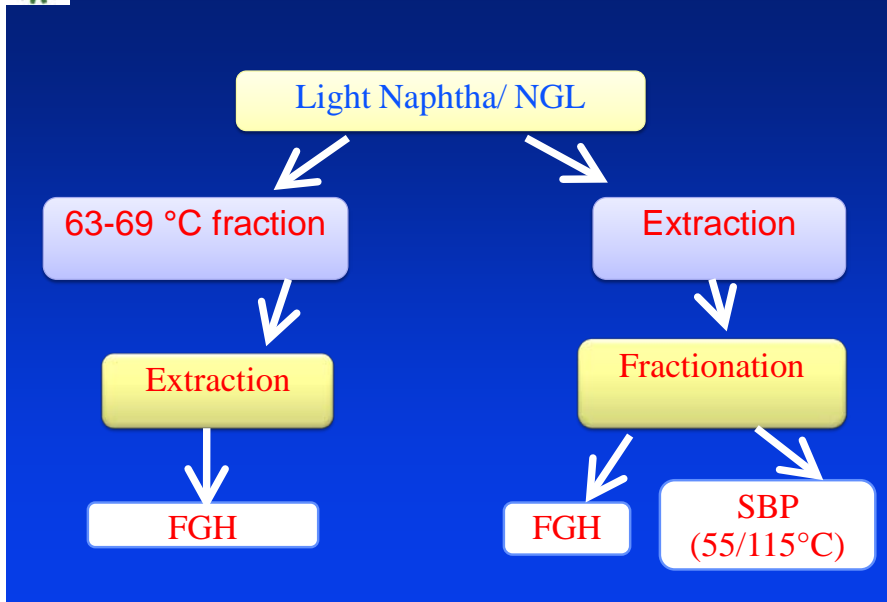 Light Naphtha/ NGL
63-69 °C fraction
Extraction
Extraction
Fractionation
FGH
FGH
SBP
(55/115°C)